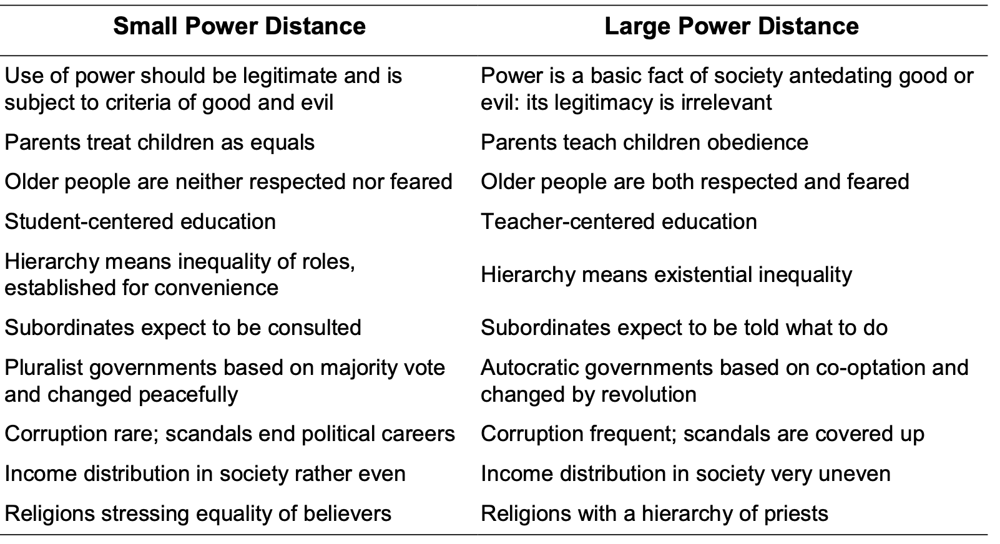 Small Power Distance
Large Power Distance
Use of power should be legitimate and is
subject to criteria of good and evil
Power is a basic fact of society antedating good or
evil: its legitimacy is irrelevant
Parents treat children as equals
Parents teach children obedience
Older people are neither respected nor feared
Older people are both respected and feared
Student-centered education
Teacher-centered education
Hierarchy means inequality of roles,
established for convenience
Hierarchy means existential inequality
Subordinates expect to be consulted
Subordinates expect to be told what to do
Pluralist governments based on majority vote
and changed peacefully
Autocratic governments based on co-optation and
changed by revolution
Corruption rare; scandals end political careers
Corruption frequent; scandals are covered up
Income distribution in society rather even
Income distribution in society very uneven
Religions stressing equality of believers
Religions with a hierarchy of priests